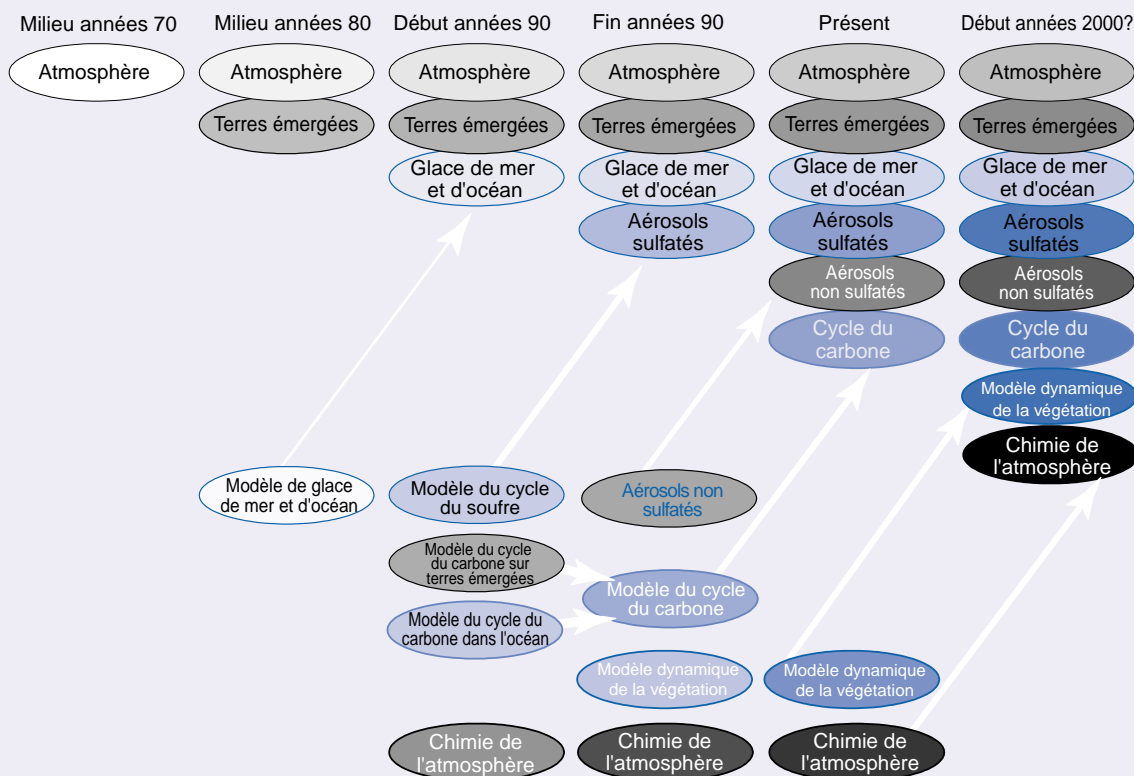 Milieu années 70
Milieu années 80
Début années 90
Fin années 90
Présent
Début années 2000?
Atmosphère
Atmosphère
Atmosphère
Atmosphère
Atmosphère
Atmosphère
Terres émergées
Terres émergées
Terres émergées
Terres émergées
Terres émergées
Glace de mer
et d'océan
Glace de mer
et d'océan
Glace de mer
et d'océan
Glace de mer
et d'océan
Aérosols
sulfatés
Aérosols
sulfatés
Aérosols
sulfatés
Aérosols
non sulfatés
Aérosols
non sulfatés
Cycle du
carbone
Cycle du
carbone
Modèle dynamique
de la végétation
Chimie de
l'atmosphère
Modèle de glace
de mer et d'océan
Modèle du cycle
du soufre
Aérosols non
sulfatés
Modèle du cycle
du carbone sur
terres émergées
Modèle du cycle
du carbone
Modèle du cycle du
carbone dans l'océan
Modèle dynamique
de la végétation
Modèle dynamique
de la végétation
Chimie de
l'atmosphère
Chimie de
l'atmosphère
Chimie de
l'atmosphère